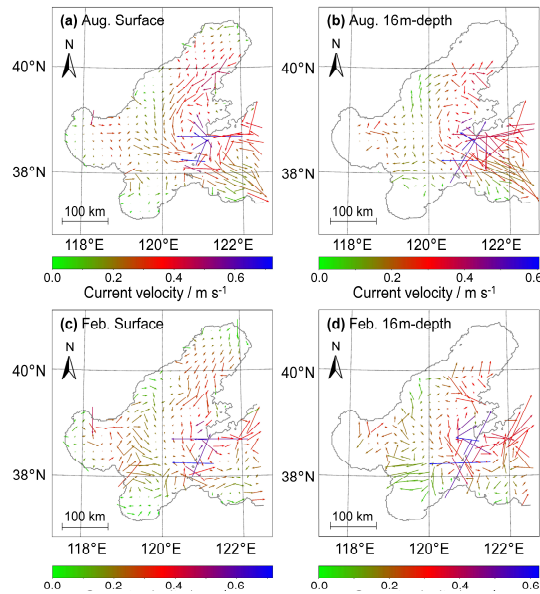 (a) Aug. Surface
(b) Aug. 16m-depth
N
N
40°N
40°N
38°N
38°N
100 km
100 km
118°E 120°E 122°E
118°E 120°E 122°E
0.0 0.2 0.4 0.6
0.0 0.2 0.4 0.6
Current velocity / m s⁻¹
Current velocity / m s⁻¹
(c) Feb. Surface
(d) Feb. 16m-depth
N
N
40°N
40°N
38°N
38°N
100 km
100 km
118°E 120°E 122°E
118°E 120°E 122°E
0.0 0.2 0.4 0.6
0.0 0.2 0.4 0.6